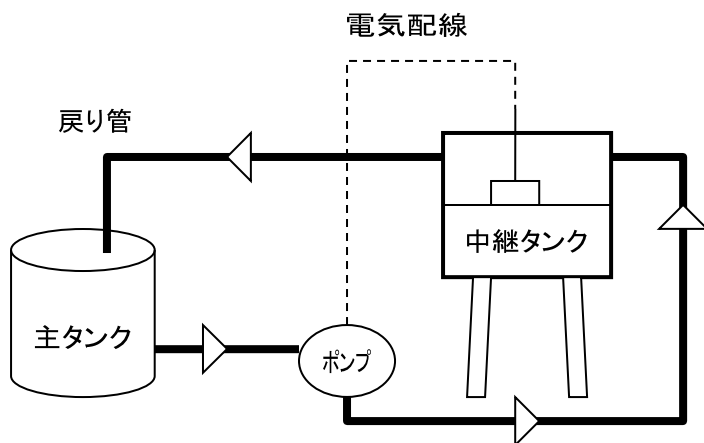 電気配線
戻り管
中継タンク
主タンク
ポンプ